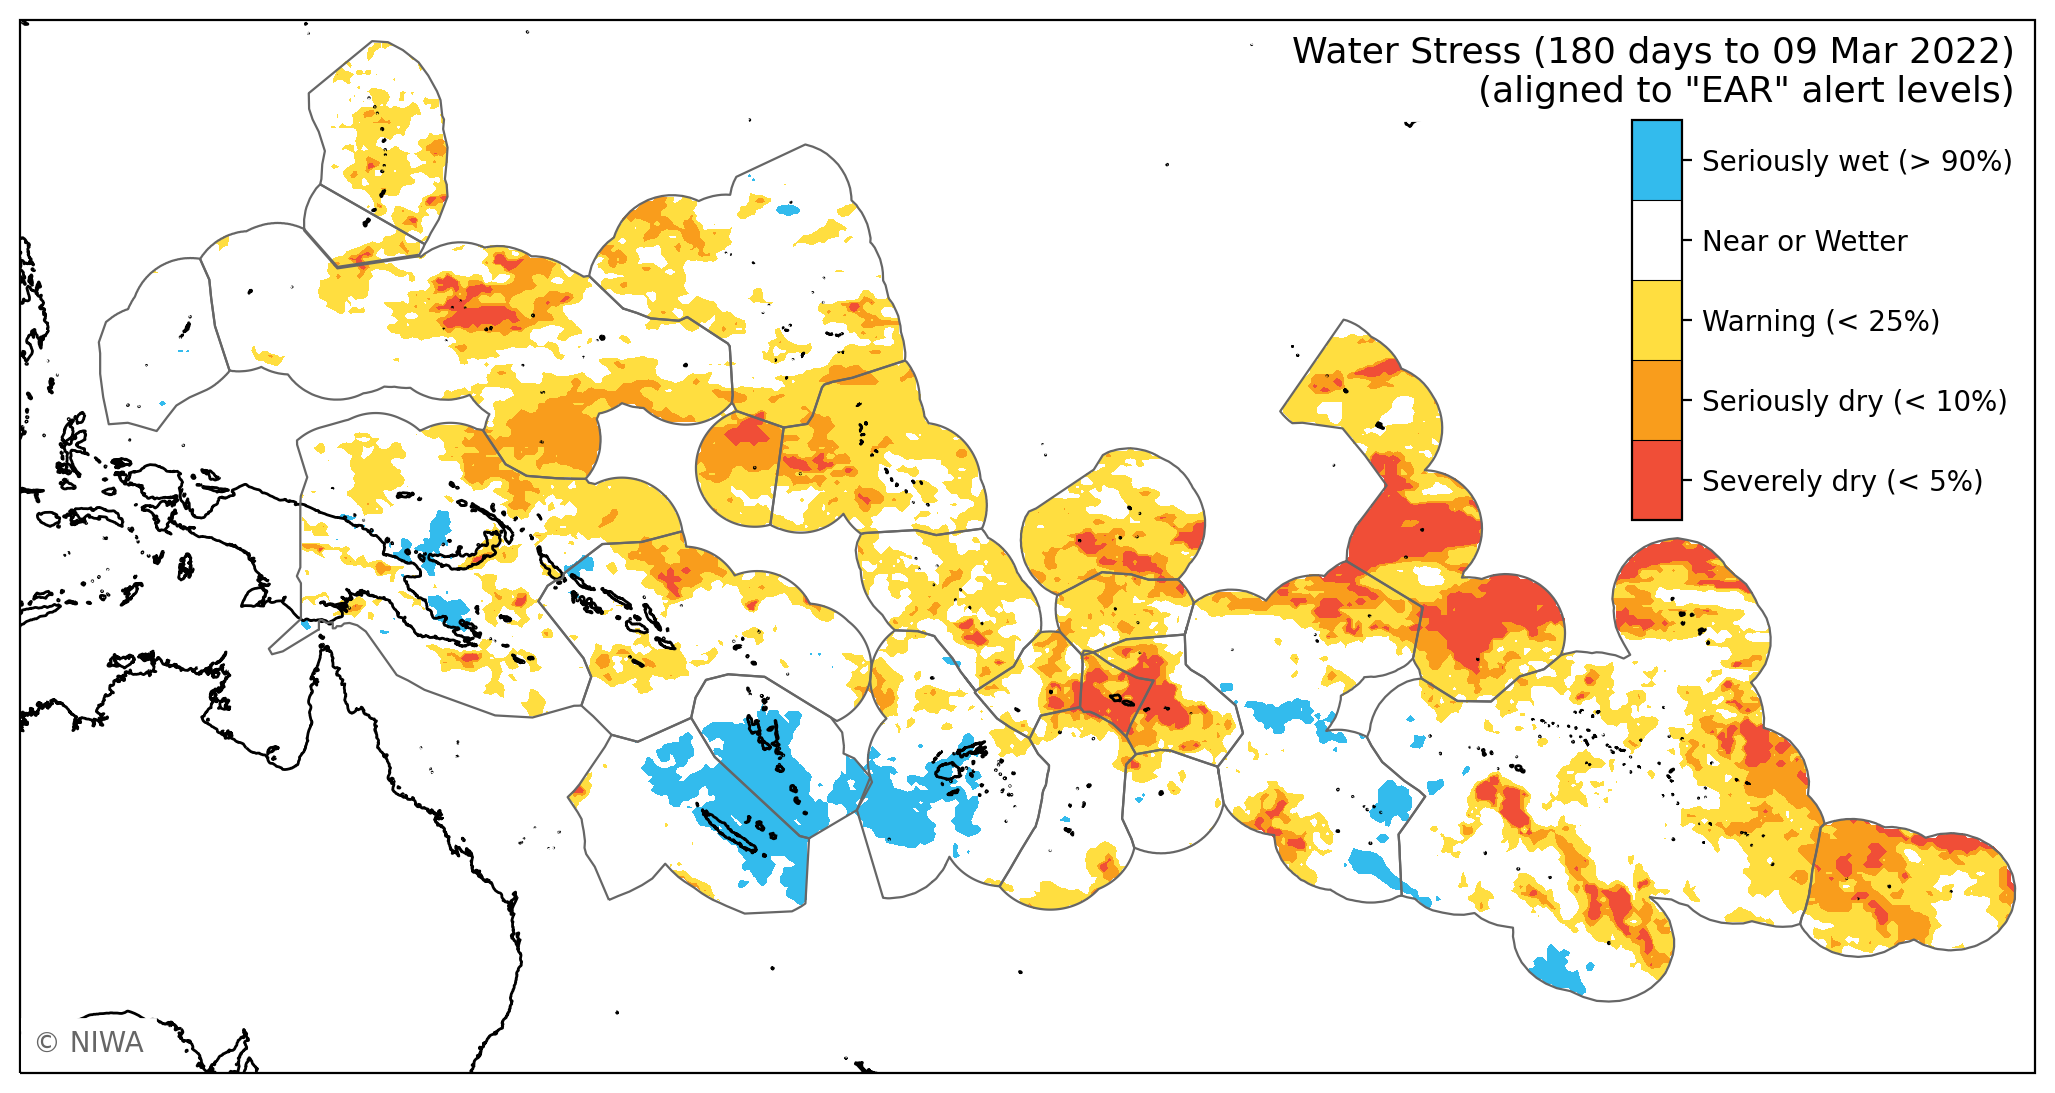 Water Stress (180 days to 09 Mar 2022)
(aligned to "EAR" alert levels)
Seriously wet (> 90%)
Near or Wetter
Warning (< 25%)
Seriously dry (< 10%)
Severely dry (< 5%)
© NIWA